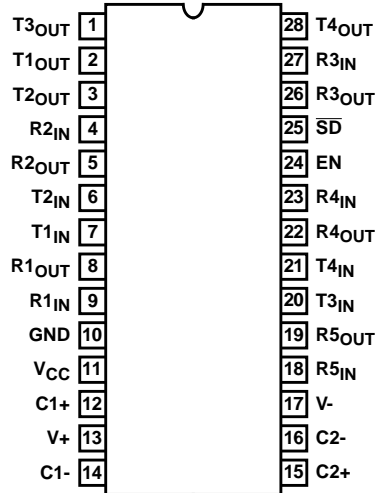 T3OUT 1 28 T4OUT
T1OUT 2 27 R3IN
T2OUT 3 26 R3OUT
R2IN 4 25 S̅D̅
R2OUT 5 24 EN
T2IN 6 23 R4IN
T1IN 7 22 R4OUT
R1OUT 8 21 T4IN
R1IN 9 20 T3IN
GND 10 19 R5OUT
VCC 11 18 R5IN
C1+ 12 17 V-
V+ 13 16 C2-
C1- 14 15 C2+